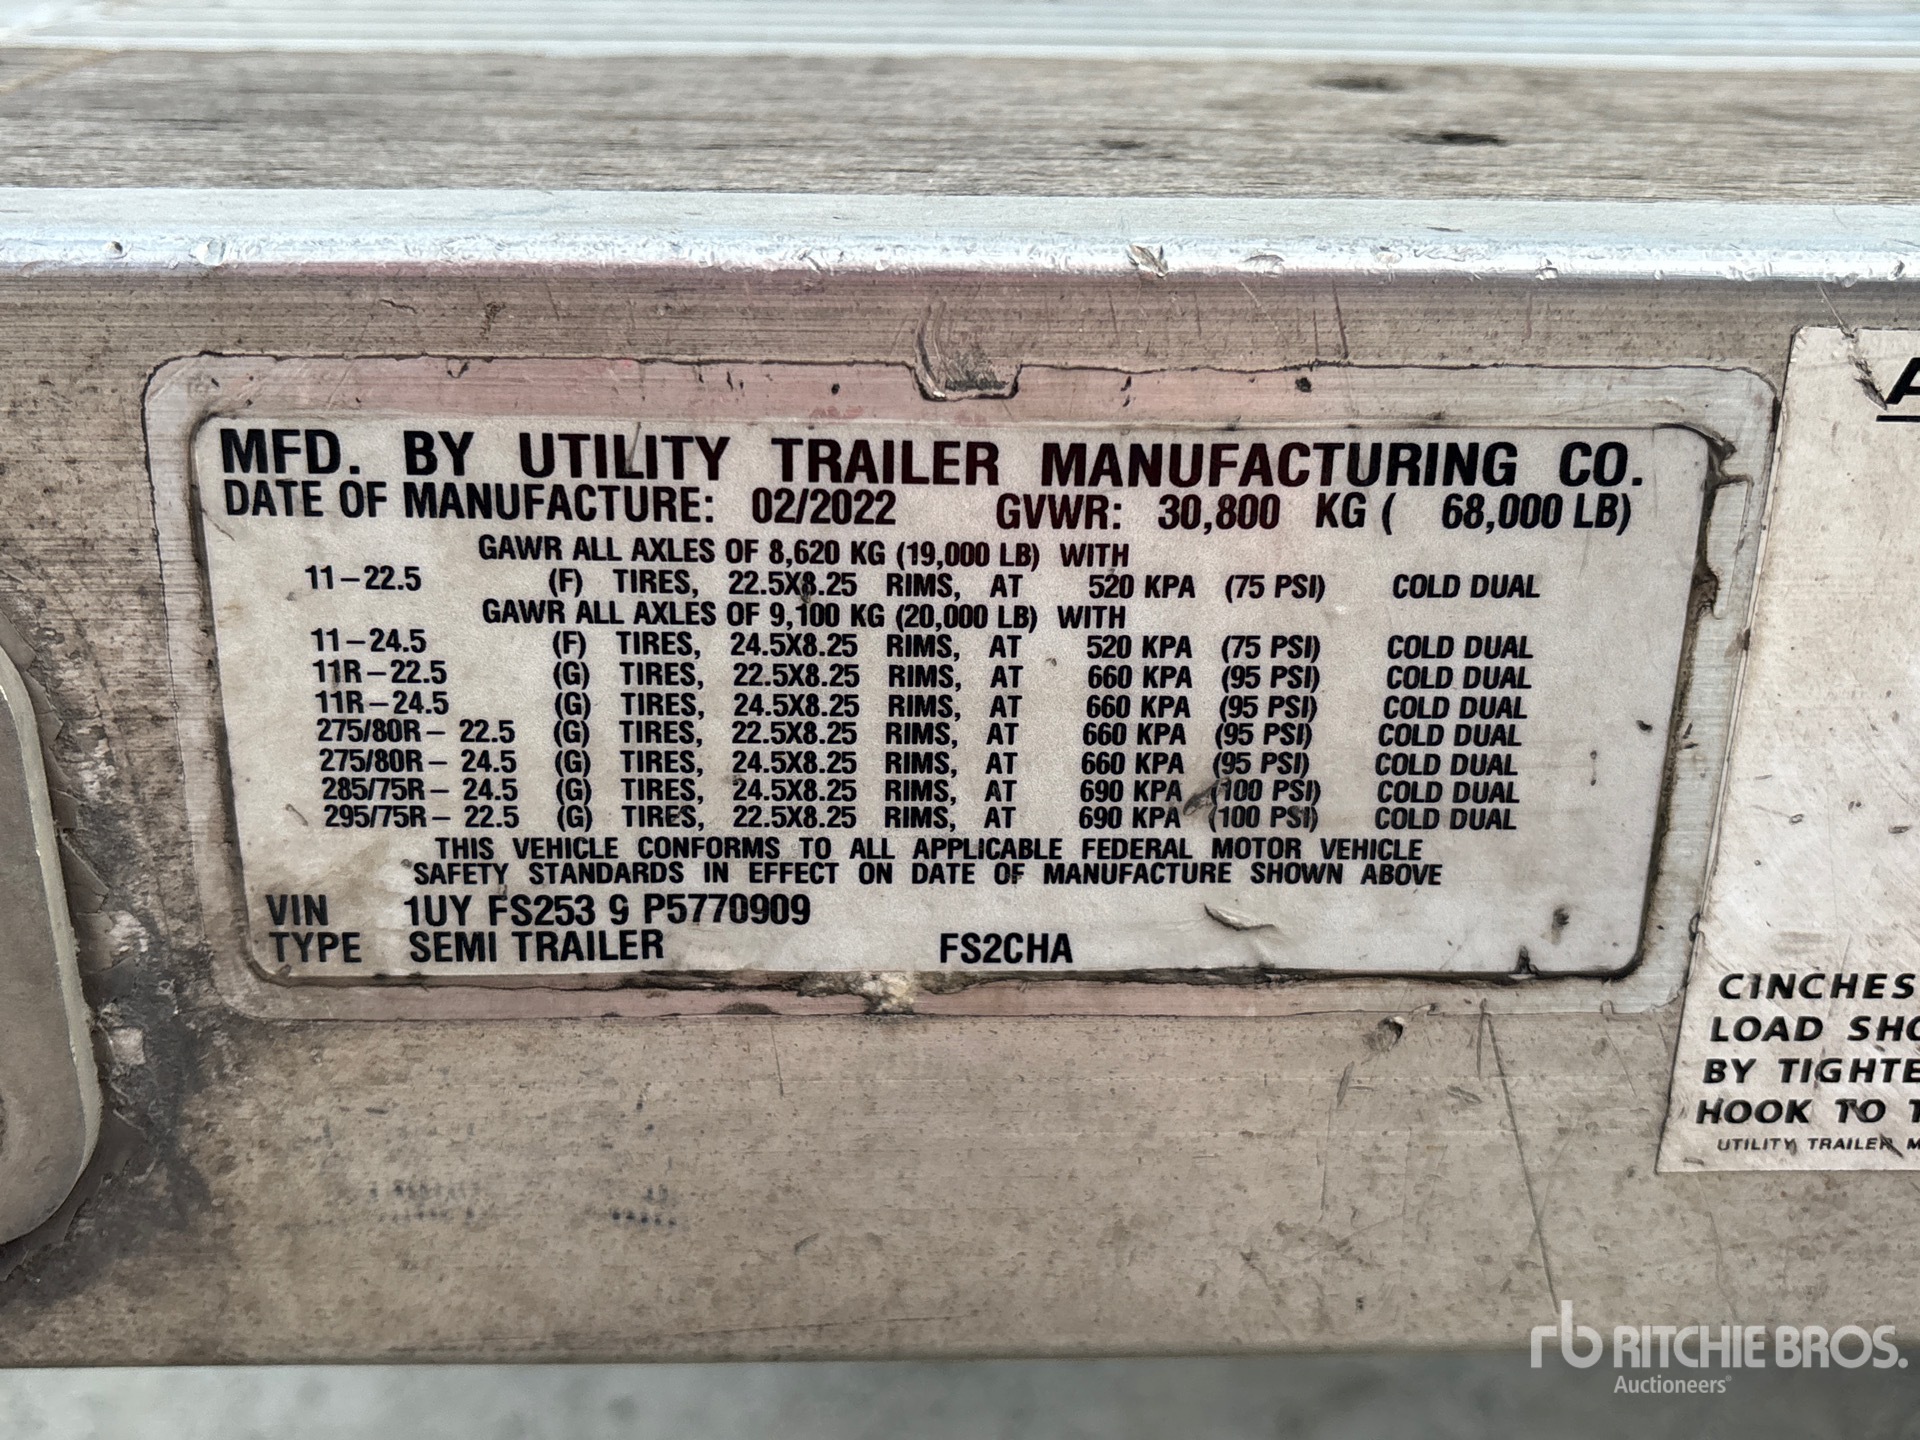 MFD. BY UTILITY TRAILER MANUFACTURING CO.
DATE OF MANUFACTURE: 02/2022 GVWR: 30,800 KG ( 68,000 LB)
GAWR ALL AXLES OF 8,620 KG (19,000 LB) WITH
11-22.5 (F) TIRES, 22.5X8.25 RIMS, AT 520 KPA (75 PSI) COLD DUAL
GAWR ALL AXLES OF 9,100 KG (20,000 LB) WITH
11-24.5 (F) TIRES, 24.5X8.25 RIMS, AT 520 KPA (75 PSI) COLD DUAL
11R-22.5 (G) TIRES, 22.5X8.25 RIMS, AT 660 KPA (95 PSI) COLD DUAL
11R-24.5 (G) TIRES, 24.5X8.25 RIMS, AT 660 KPA (95 PSI) COLD DUAL
275/80R- 22.5 (G) TIRES, 22.5X8.25 RIMS, AT 660 KPA (95 PSI) COLD DUAL
275/80R- 24.5 (G) TIRES, 24.5X8.25 RIMS, AT 660 KPA (95 PSI) COLD DUAL
285/75R- 24.5 (G) TIRES, 24.5X8.25 RIMS, AT 690 KPA (100 PSI) COLD DUAL
295/75R- 22.5 (G) TIRES, 22.5X8.25 RIMS, AT 690 KPA (100 PSI) COLD DUAL
THIS VEHICLE CONFORMS TO ALL APPLICABLE FEDERAL MOTOR VEHICLE
SAFETY STANDARDS IN EFFECT ON DATE OF MANUFACTURE SHOWN ABOVE
VIN 1UY FS253 9 P5770909
TYPE SEMI TRAILER FS2CHA
CINCHES
LOAD SHO
BY TIGHTE
HOOK TO T
UTILITY TRAILER M
rb RITCHIE BROS.
Auctioneers